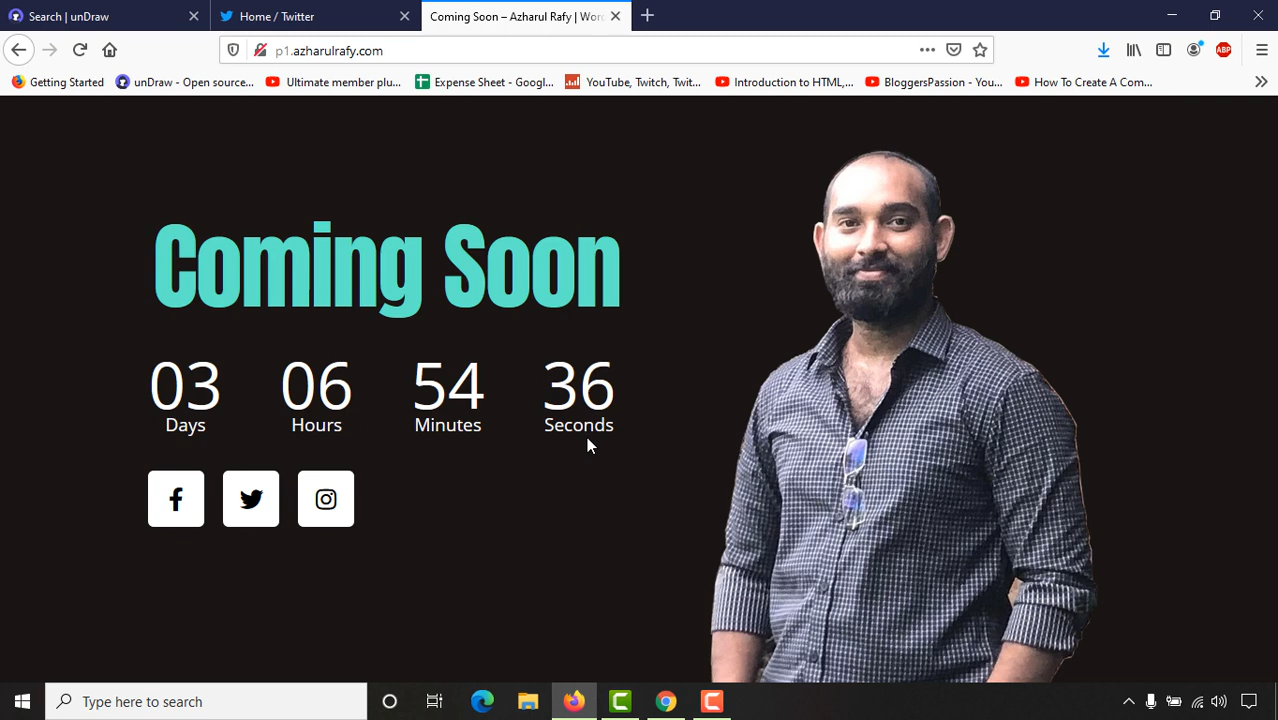 Search | unDraw
Home / Twitter
Coming Soon – Azharul Rafy | Wor
p1.azharulrafy.com
ABP
Getting Started
unDraw - Open source...
Ultimate member plu...
Expense Sheet - Googl...
YouTube, Twitch, Twit...
Introduction to HTML,...
BloggersPassion - You...
How To Create A Com...
Coming Soon
03 06 54 36
Days Hours Minutes Seconds
Type here to search